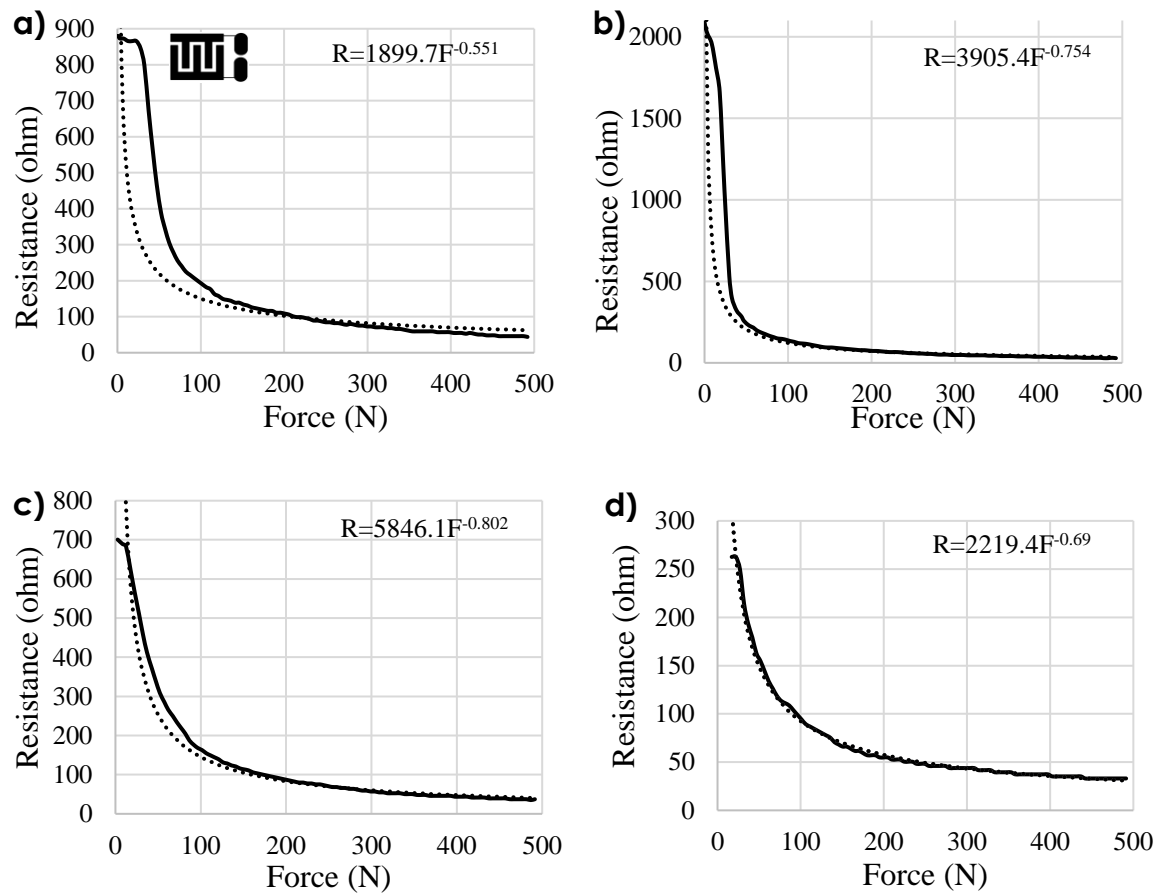 a)
R=1899.7F-0.551
Resistance (ohm)
900
800
700
600
500
400
300
200
100
0
0 100 200 300 400 500
Force (N)
b)
R=3905.4F-0.754
Resistance (ohm)
2000
1500
1000
500
0
0 100 200 300 400 500
Force (N)
c)
R=5846.1F-0.802
Resistance (ohm)
800
700
600
500
400
300
200
100
0
0 100 200 300 400 500
Force (N)
d)
R=2219.4F-0.69
Resistance (ohm)
300
250
200
150
100
50
0
0 100 200 300 400 500
Force (N)